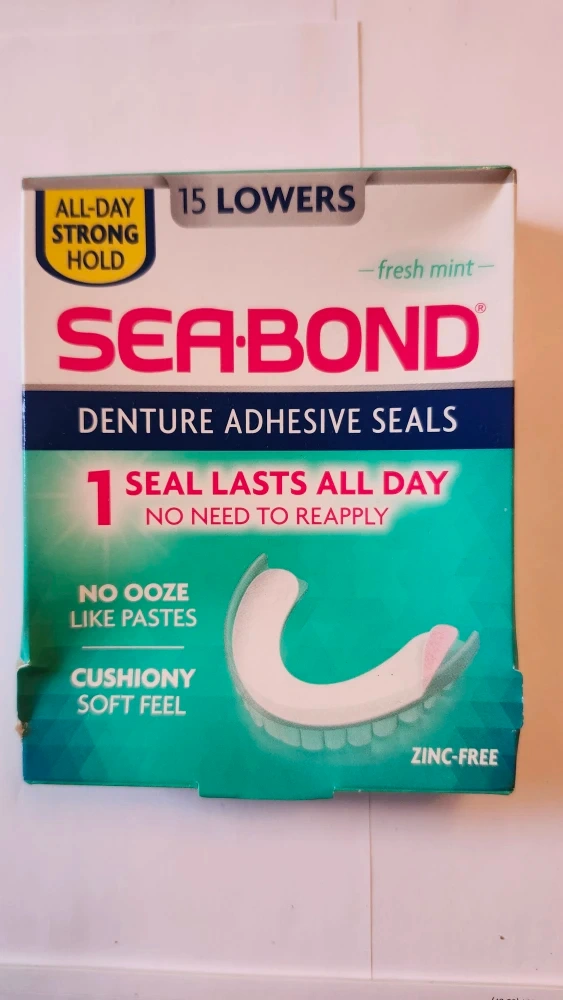 ALL-DAY
STRONG
HOLD
15 LOWERS
fresh mint
SEA·BOND®
DENTURE ADHESIVE SEALS
1 SEAL LASTS ALL DAY
NO NEED TO REAPPLY
NO OOZE
LIKE PASTES
CUSHIONY
SOFT FEEL
ZINC-FREE